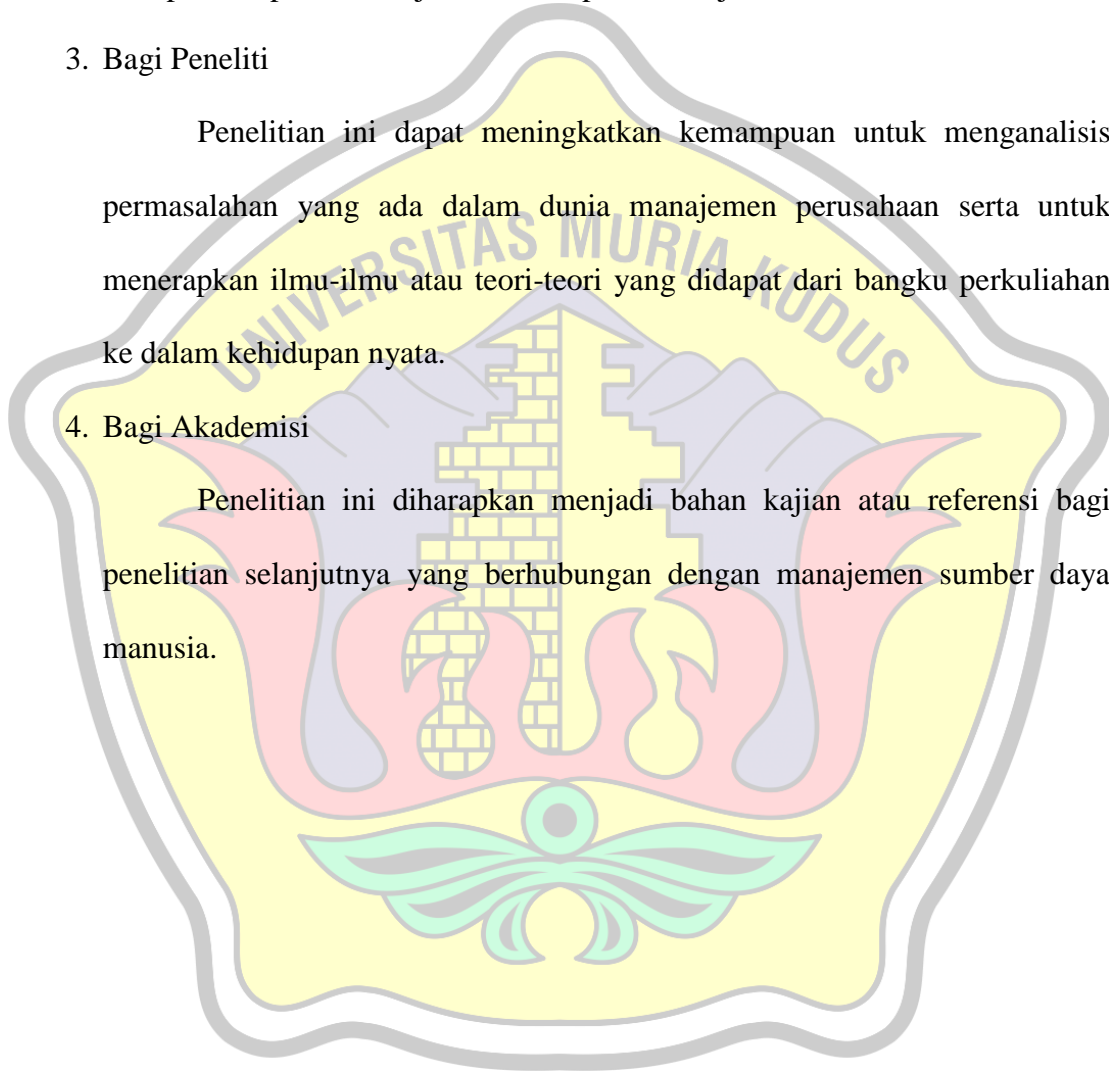 3. Bagi Peneliti
Penelitian ini dapat meningkatkan kemampuan untuk menganalisis
permasalahan yang ada dalam dunia manajemen perusahaan serta untuk
UNIVERSITAS MURIA KUDUS
menerapkan ilmu-ilmu atau teori-teori yang didapat dari bangku perkuliahan
ke dalam kehidupan nyata.
4. Bagi Akademisi
Penelitian ini diharapkan menjadi bahan kajian atau referensi bagi
penelitian selanjutnya yang berhubungan dengan manajemen sumber daya
manusia.